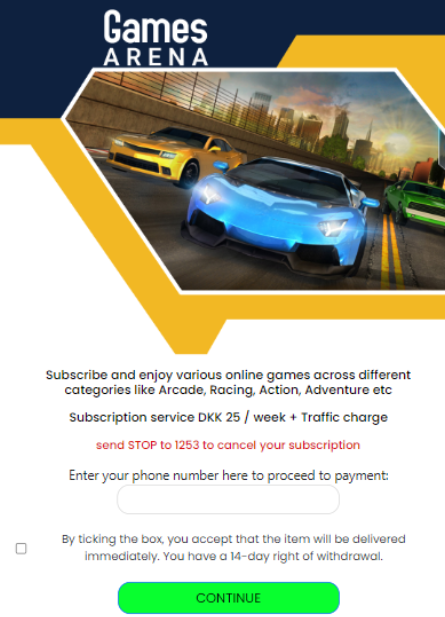 Games
ARENA
Subscribe and enjoy various online games across different
categories like Arcade, Racing, Action, Adventure etc
Subscription service DKK 25 / week + Traffic charge
send STOP to 1253 to cancel your subscription
Enter your phone number here to proceed to payment:
By ticking the box, you accept that the item will be delivered
immediately. You have a 14-day right of withdrawal.
CONTINUE